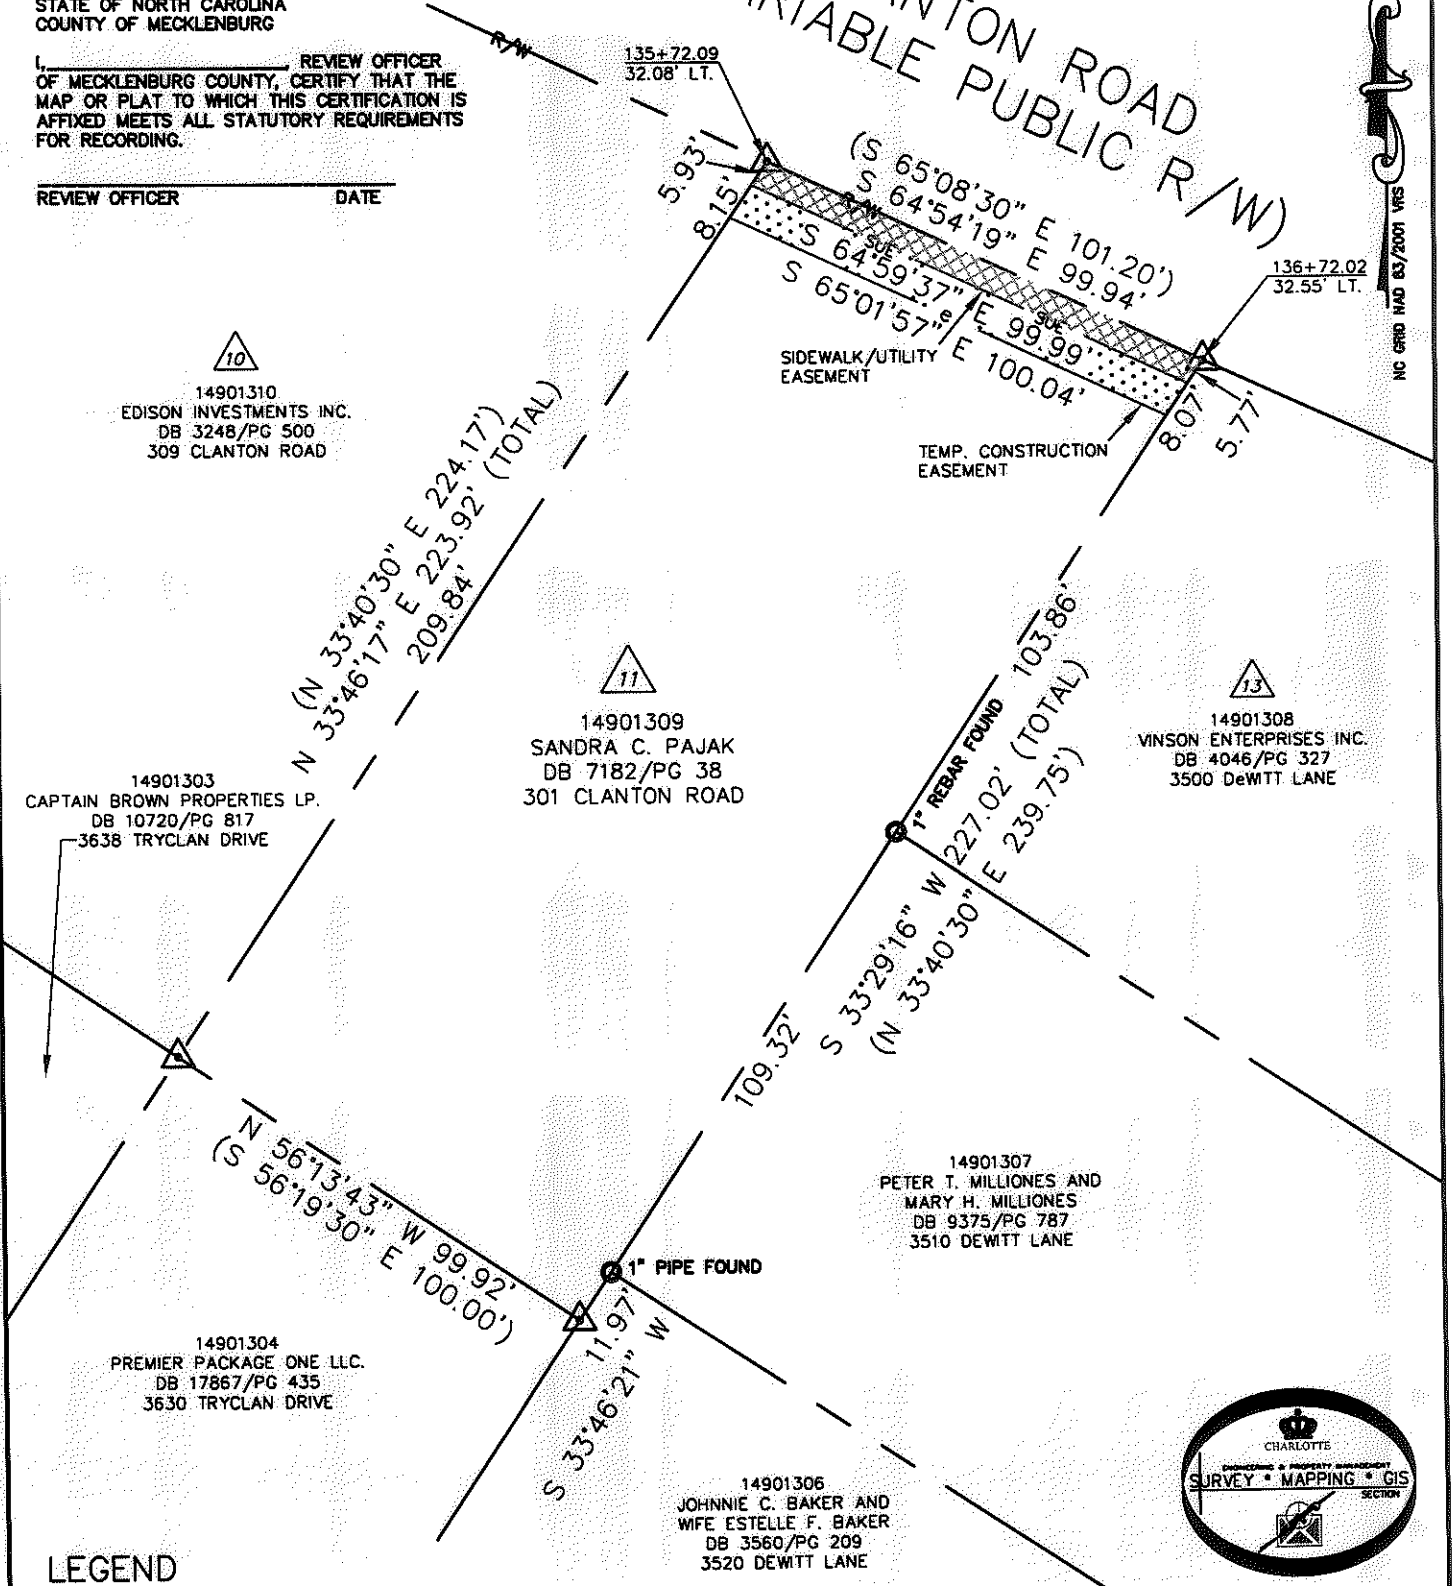 STATE OF NORTH CAROLINA
COUNTY OF MECKLENBURG
I, REVIEW OFFICER
OF MECKLENBURG COUNTY, CERTIFY THAT THE
MAP OR PLAT TO WHICH THIS CERTIFICATION IS
AFFIXED MEETS ALL STATUTORY REQUIREMENTS
FOR RECORDING.
REVIEW OFFICER DATE
R/W
135+72.09
32.08' LT.
ANTON ROAD
RIABLE PUBLIC R/W)
NC GRID NAD 83/2001 VRS
5.93'
8.15'
(S 65°08'30" E 101.20')
S 64°54'19" E 99.94'
R/W
SUE
S 64°59'37" E 99.99'
SUE
S 65°01'57" E 100.04'
136+72.02
32.55' LT.
SIDEWALK/UTILITY
EASEMENT
TEMP. CONSTRUCTION
EASEMENT
8.07'
5.77'
10
14901310
EDISON INVESTMENTS INC.
DB 3248/PG 500
309 CLANTON ROAD
(N 33°40'30" E 224.17')
N 33°46'17" E 223.92' (TOTAL)
209.84'
11
14901309
SANDRA C. PAJAK
DB 7182/PG 38
301 CLANTON ROAD
103.86'
1" REBAR FOUND
13
14901308
VINSON ENTERPRISES INC.
DB 4046/PG 327
3500 DeWITT LANE
14901303
CAPTAIN BROWN PROPERTIES LP.
DB 10720/PG 817
3638 TRYCLAN DRIVE
S 33°29'16" W 227.02' (TOTAL)
(N 33°40'30" E 239.75')
109.32'
N 56°13'43" W 99.92'
(S 56°19'30" E 100.00')
14901307
PETER T. MILLIONES AND
MARY H. MILLIONES
DB 9375/PG 787
3510 DEWITT LANE
1" PIPE FOUND
11.97'
S 33°46'21" W
14901304
PREMIER PACKAGE ONE LLC.
DB 17867/PG 435
3630 TRYCLAN DRIVE
14901306
JOHNNIE C. BAKER AND
WIFE ESTELLE F. BAKER
DB 3560/PG 209
3520 DEWITT LANE
CHARLOTTE
ENGINEERING & PROPERTY MANAGEMENT
SURVEY * MAPPING * GIS
SECTION
LEGEND